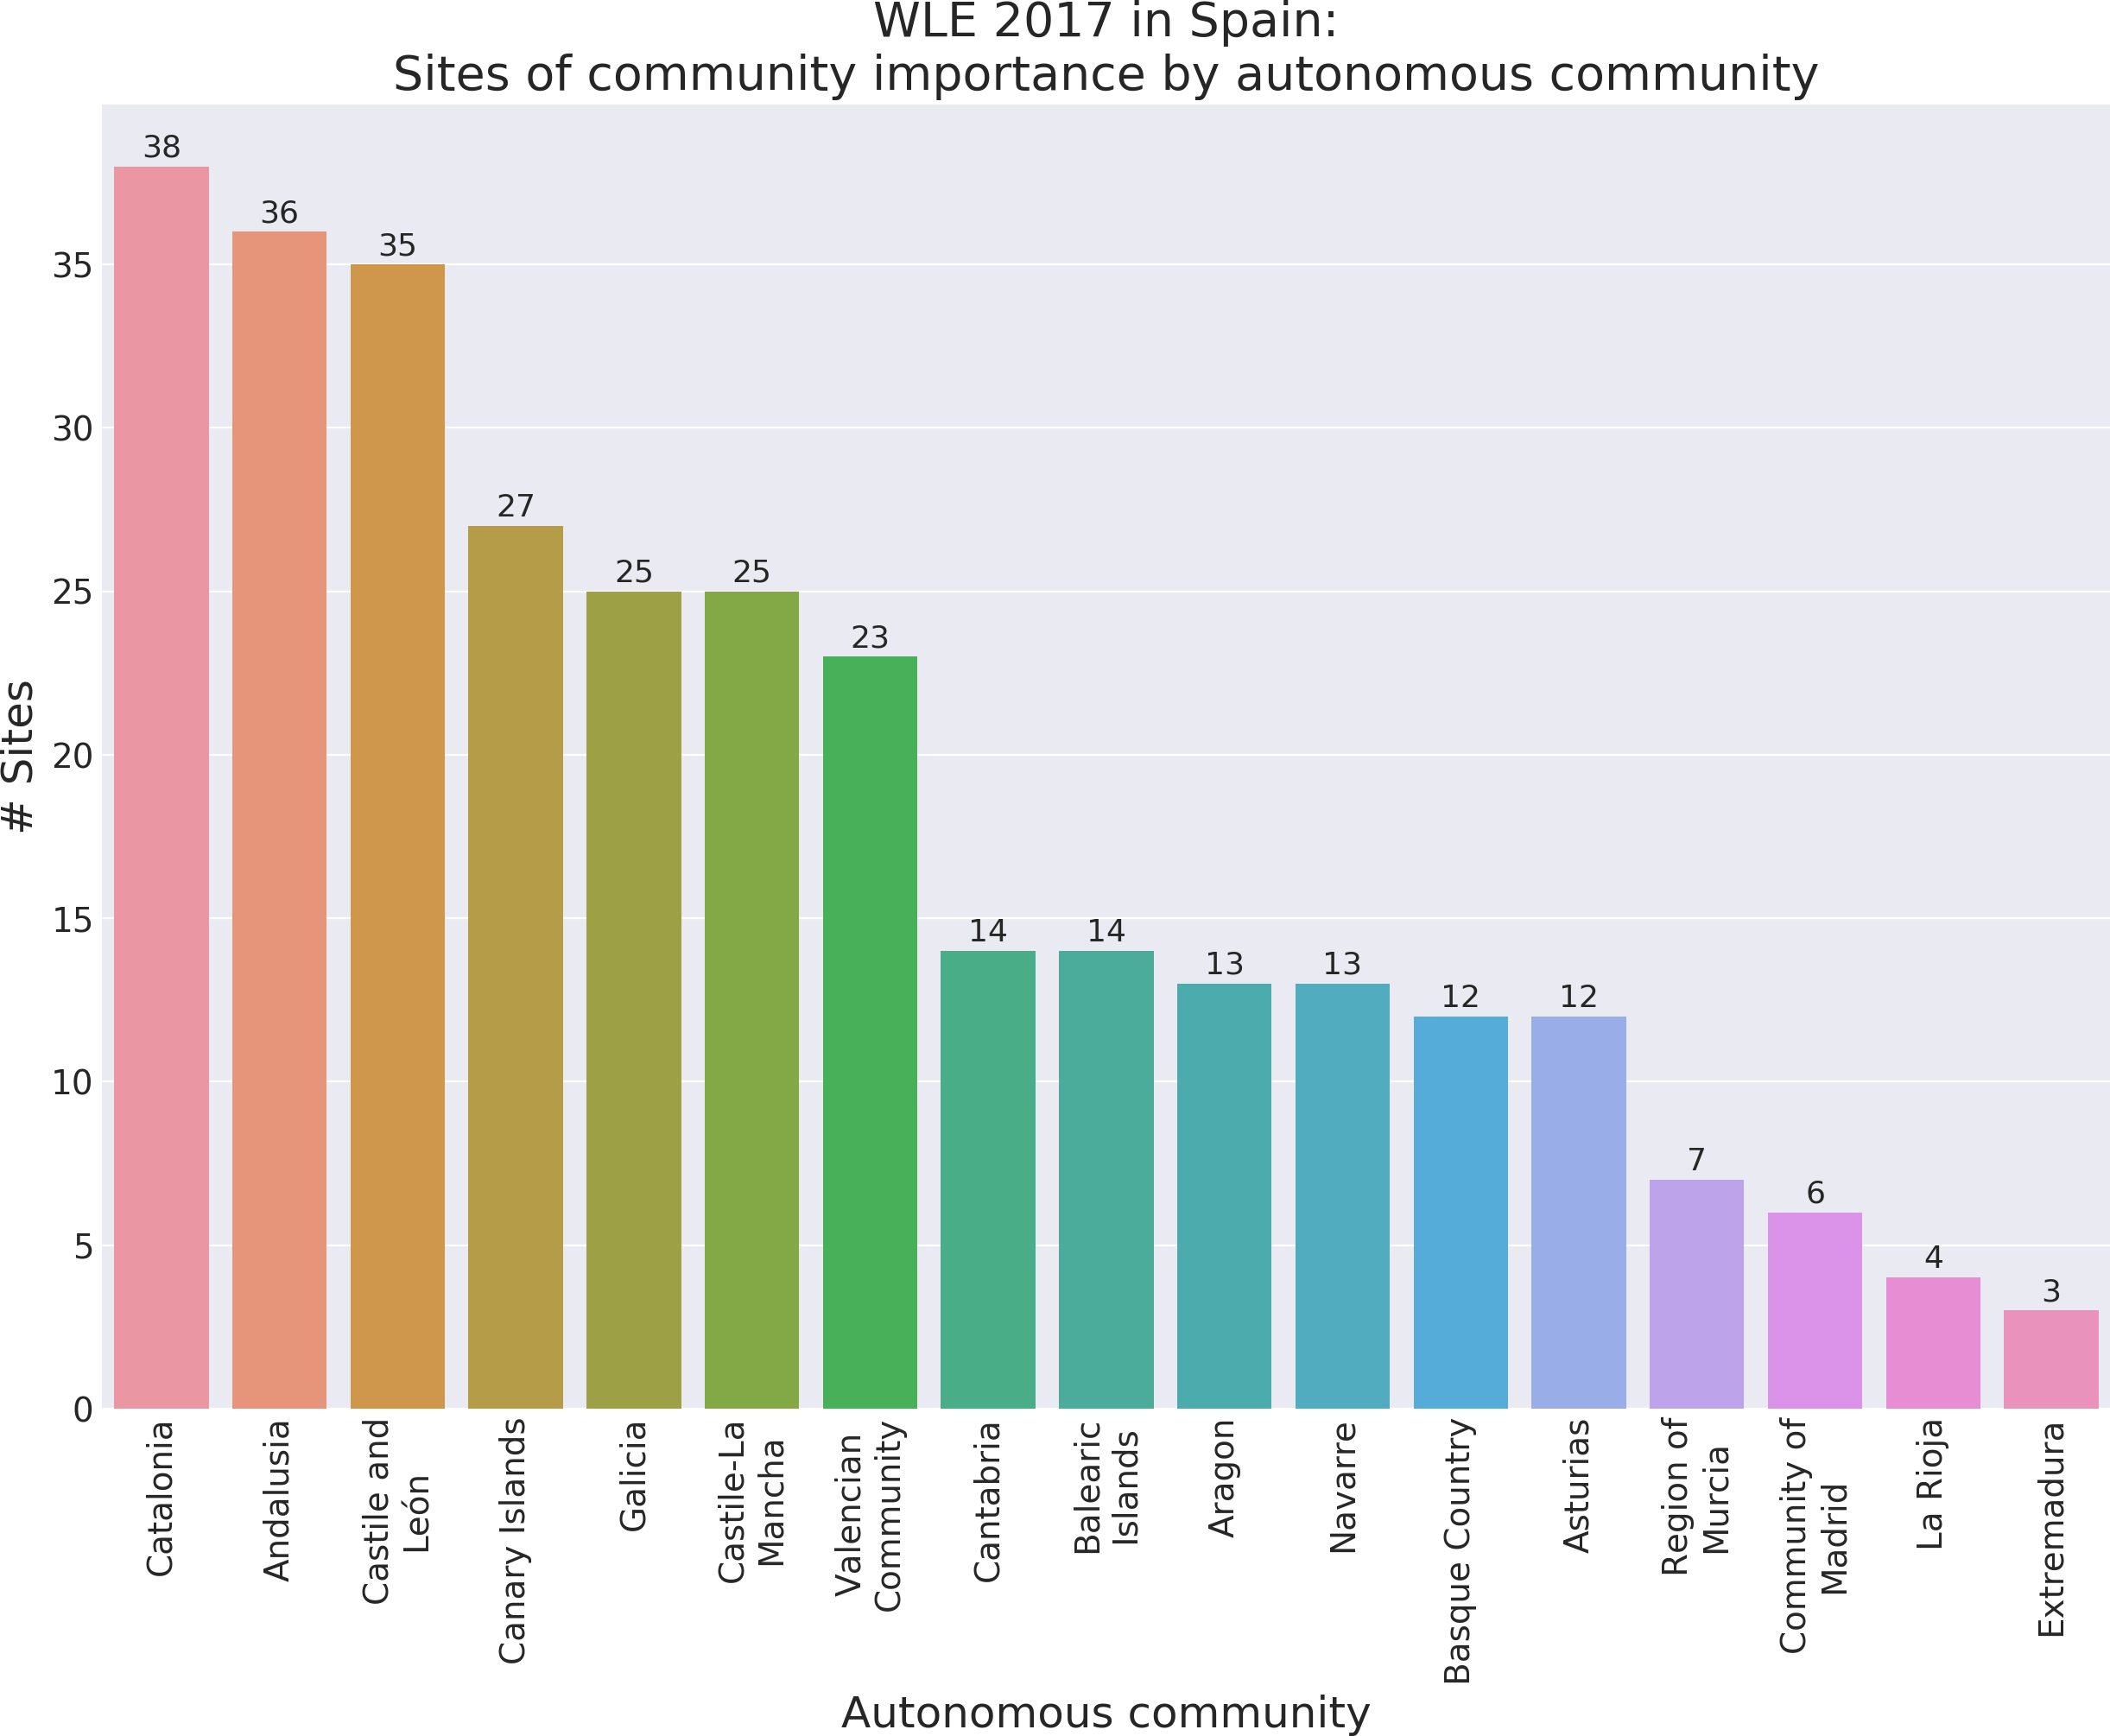 WLE 2017 in Spain:
Sites of community importance by autonomous community
38
36
35
27
25
25
23
14
14
13
13
12
12
7
6
4
3
35
30
25
20
15
10
5
0
# Sites
Catalonia
Andalusia
Castile and
León
Canary Islands
Galicia
Castile-La
Mancha
Valencian
Community
Cantabria
Balearic
Islands
Aragon
Navarre
Basque Country
Asturias
Region of
Murcia
Community of
Madrid
La Rioja
Extremadura
Autonomous community